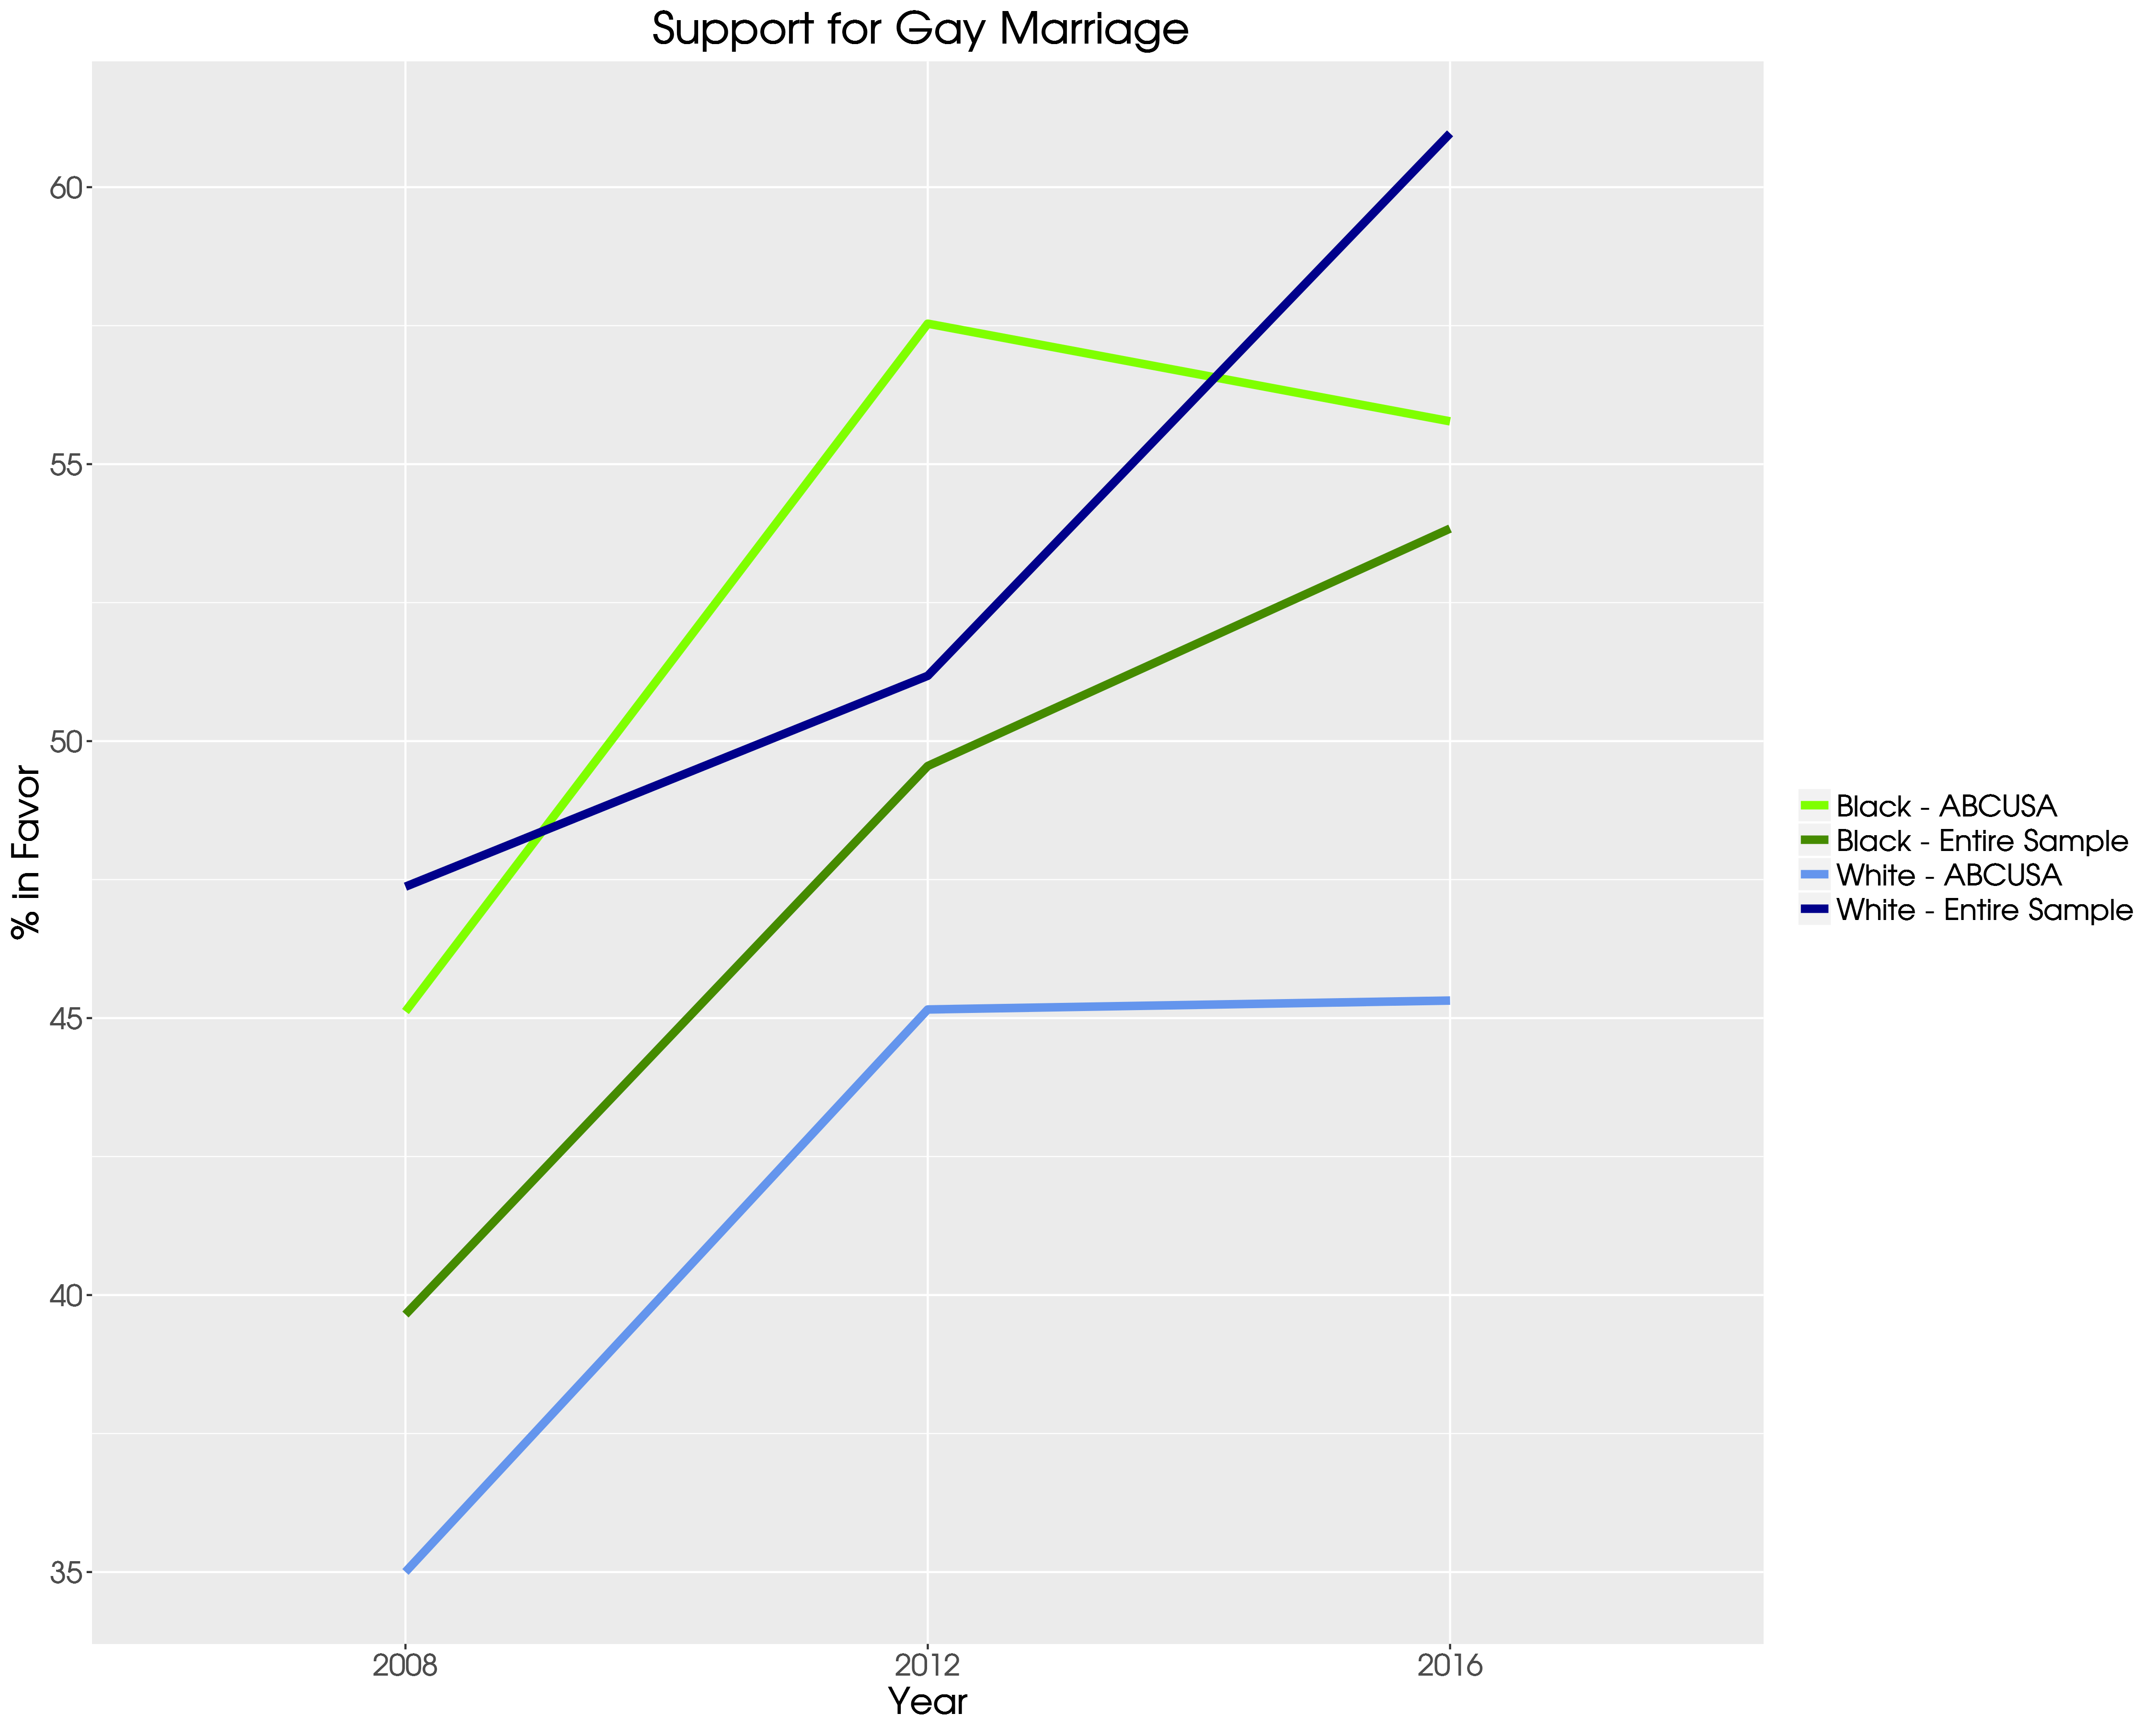 Support for Gay Marriage
% in Favor
60
55
50
45
40
35
2008
2012
2016
Year
Black - ABCUSA
Black - Entire Sample
White - ABCUSA
White - Entire Sample